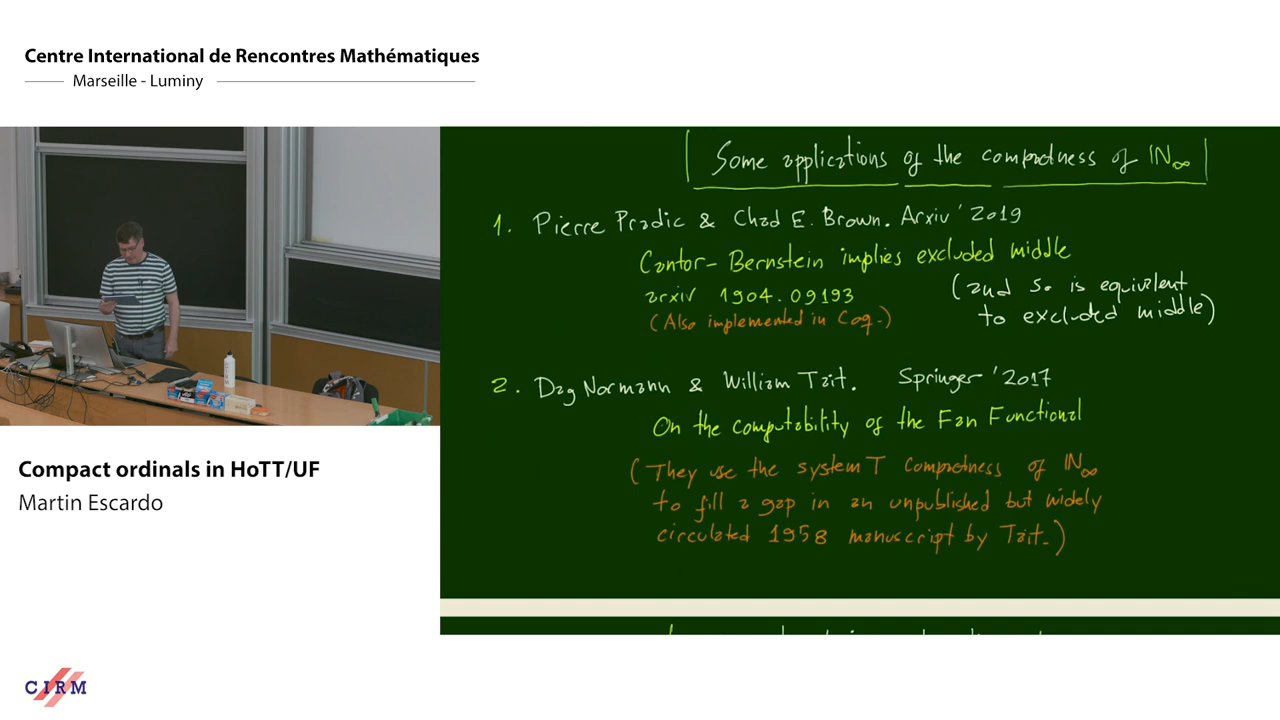 Centre International de Rencontres Mathématiques
Marseille - Luminy
Some applications of the compactness of ℕ∞
1. Pierre Pradic & Chad E. Brown. Arxiv '2019
Cantor-Bernstein implies excluded middle
arxiv 1904.09193
(Also implemented in Coq.)
(and so is equivalent
to excluded middle)
2. Dag Normann & William Tait. Springer '2017
On the computability of the Fan Functional
(They use the system T compactness of ℕ∞
to fill a gap in an unpublished but widely
circulated 1958 manuscript by Tait.)
Compact ordinals in HoTT/UF
Martin Escardo
CIRM